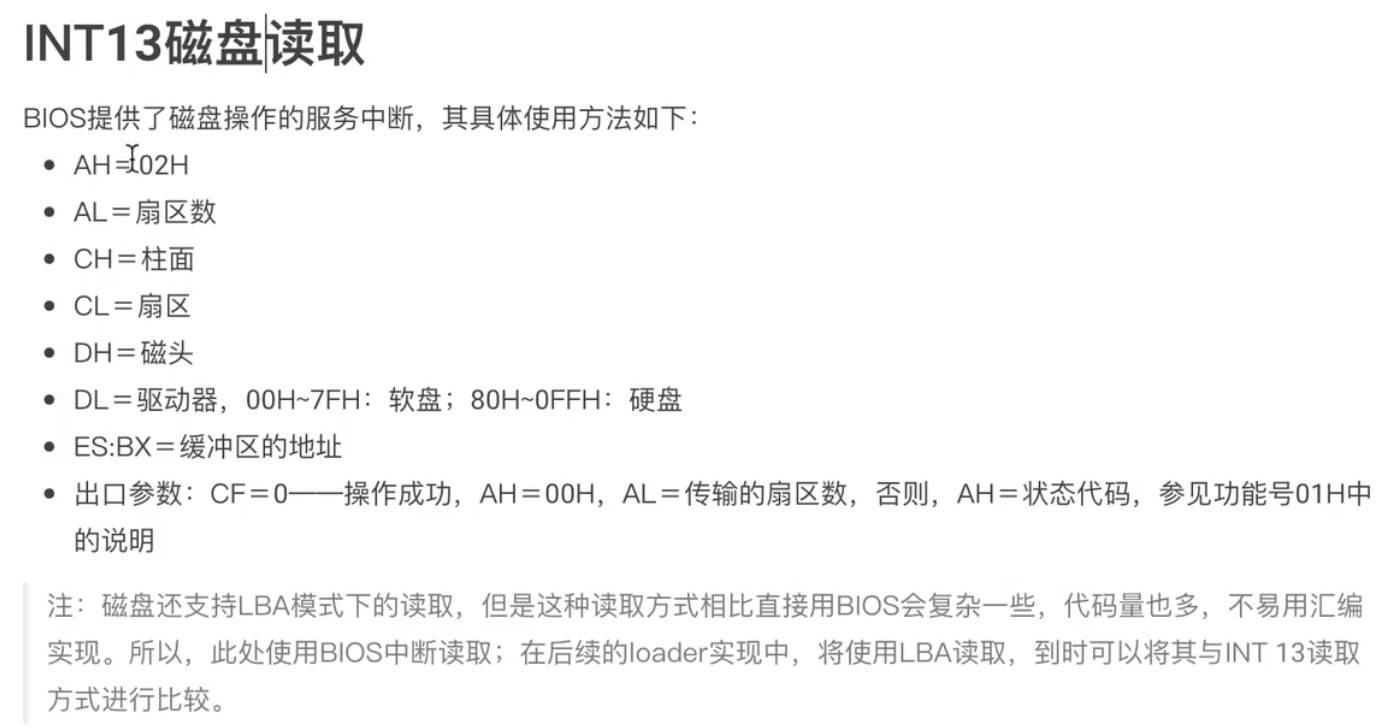 INT13磁盘读取
BIOS提供了磁盘操作的服务中断，其具体使用方法如下：
• AH＝02H
• AL＝扇区数
• CH＝柱面
• CL＝扇区
• DH＝磁头
• DL＝驱动器，00H~7FH：软盘；80H~0FFH：硬盘
• ES:BX＝缓冲区的地址
• 出口参数：CF＝0——操作成功，AH＝00H，AL＝传输的扇区数，否则，AH＝状态代码，参见功能号01H中
的说明
注：磁盘还支持LBA模式下的读取，但是这种读取方式相比直接用BIOS会复杂一些，代码量也多，不易用汇编
实现。所以，此处使用BIOS中断读取；在后续的loader实现中，将使用LBA读取，到时可以将其与INT 13读取
方式进行比较。